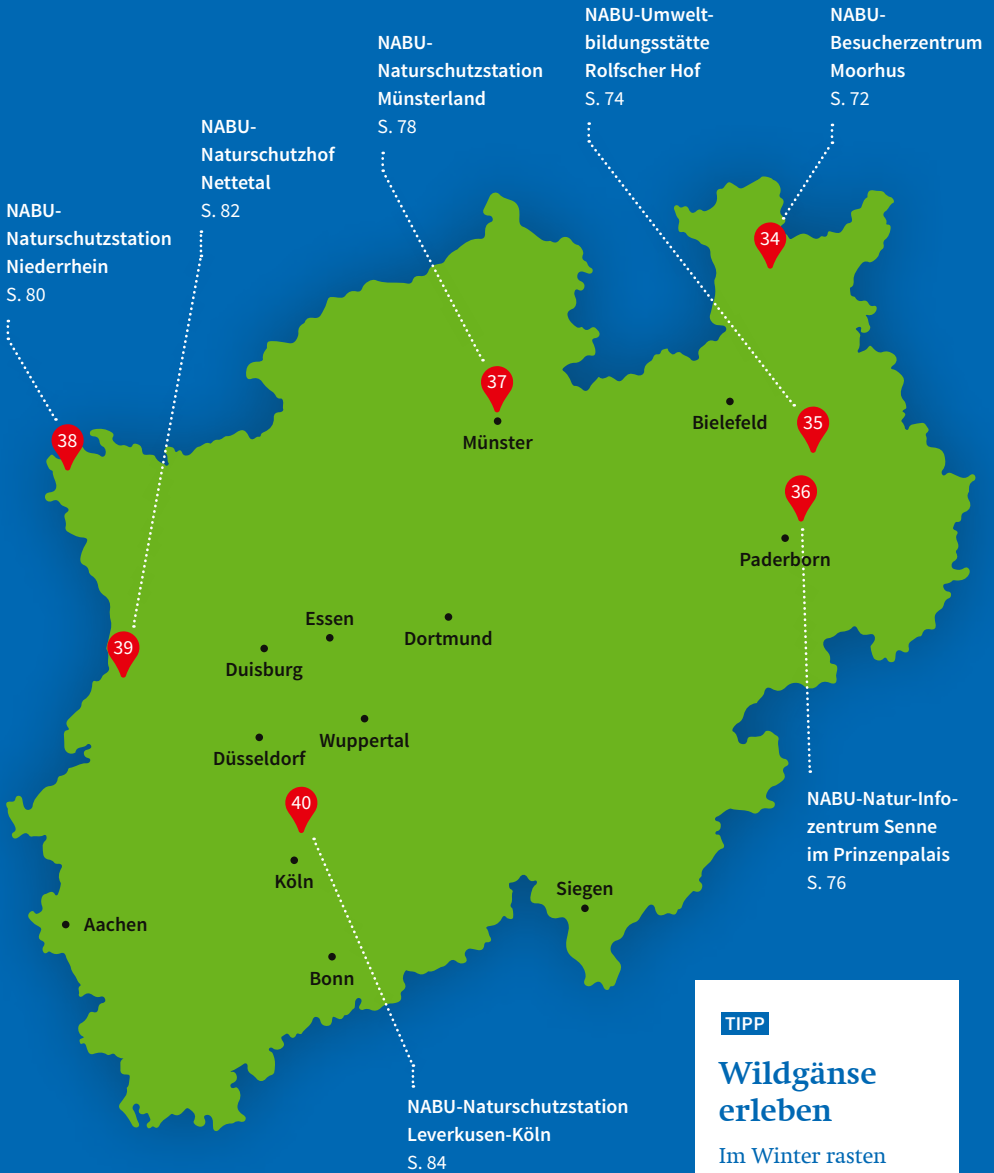 NABU-Umwelt-
bildungsstätte
Rolfscher Hof
S. 74
NABU-
Besucherzentrum
Moorhus
S. 72
NABU-
Naturschutzstation
Münsterland
S. 78
NABU-
Naturschutzhof
Nettetal
S. 82
NABU-
Naturschutzstation
Niederrhein
S. 80
34
37
Münster
Bielefeld
35
38
36
Paderborn
Essen
Dortmund
Duisburg
39
Wuppertal
Düsseldorf
40
Köln
Siegen
Aachen
Bonn
NABU-Natur-Info-
zentrum Senne
im Prinzenpalais
S. 76
NABU-Naturschutzstation
Leverkusen-Köln
S. 84
TIPP
Wildgänse
erleben
Im Winter rasten